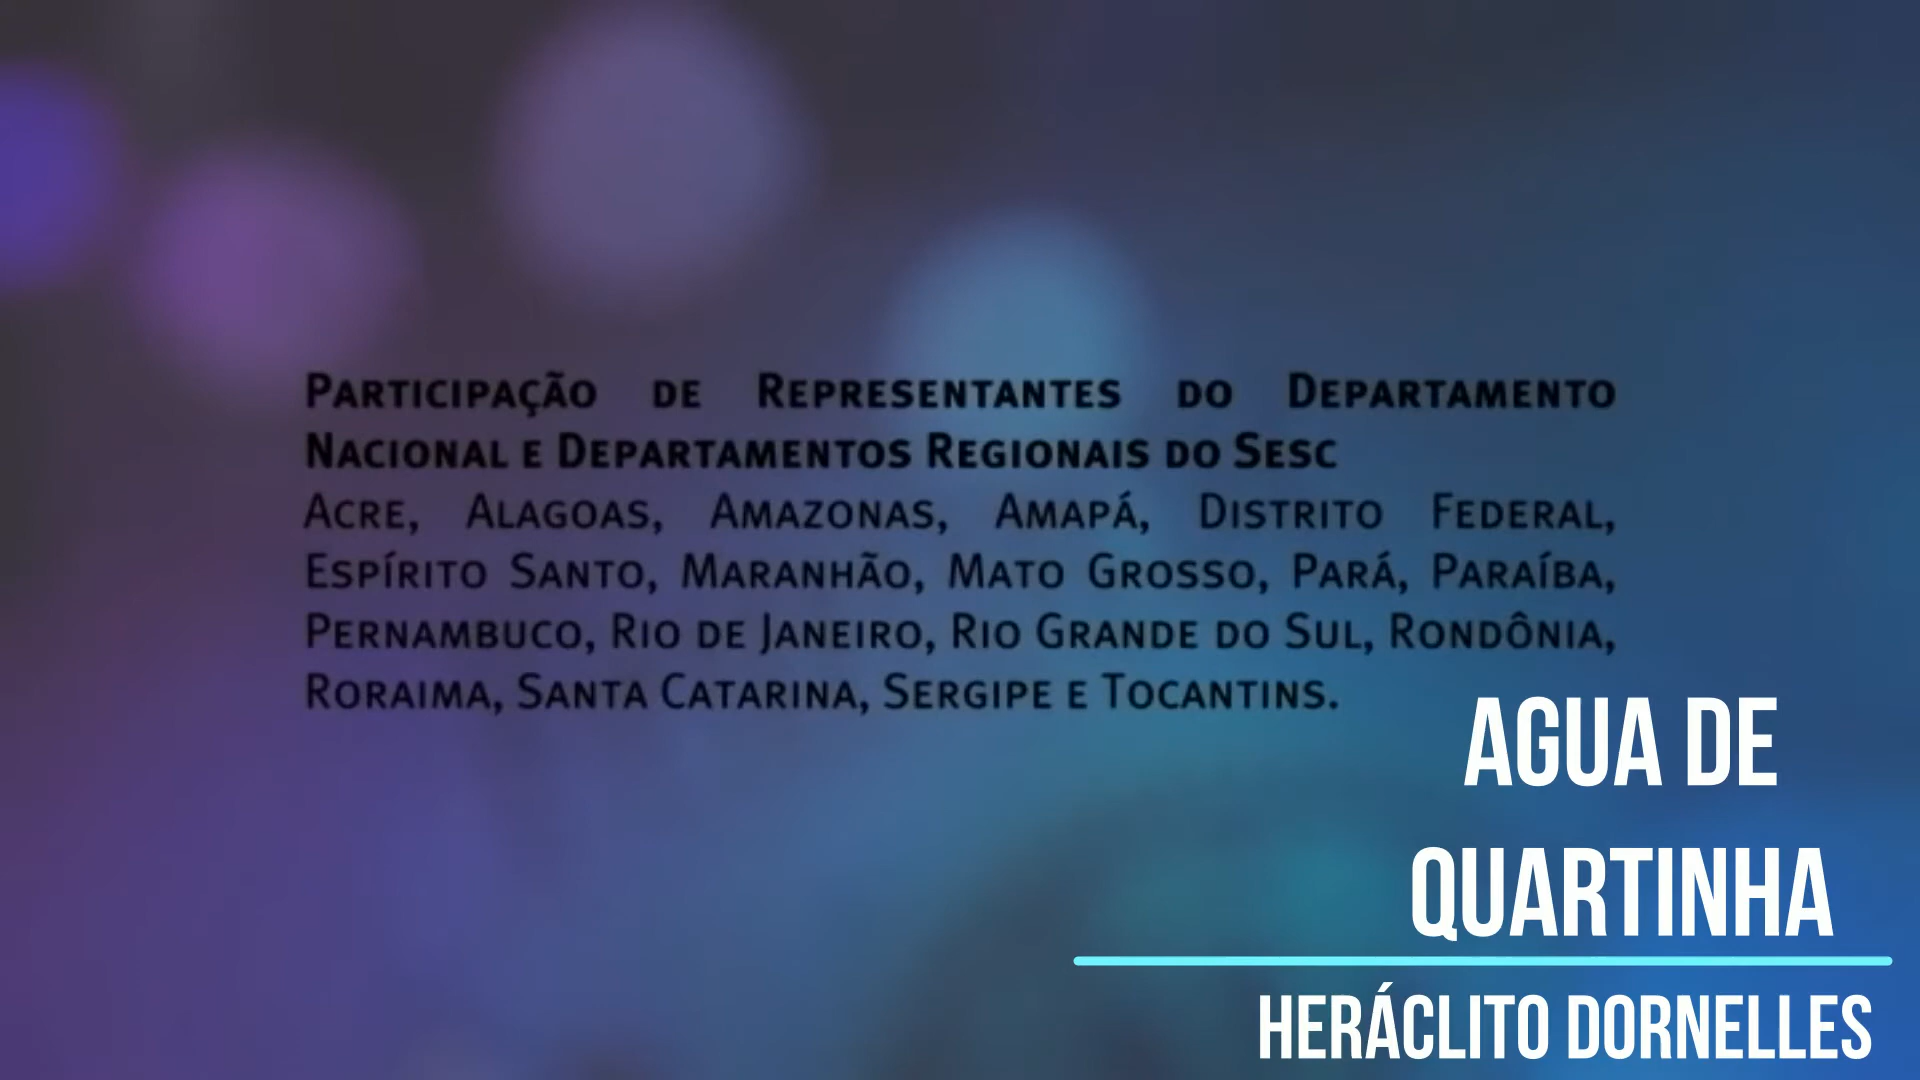 Participação de Representantes do Departamento
Nacional e Departamentos Regionais do Sesc
Acre, Alagoas, Amazonas, Amapá, Distrito Federal,
Espírito Santo, Maranhão, Mato Grosso, Pará, Paraíba,
Pernambuco, Rio de Janeiro, Rio Grande do Sul, Rondônia,
Roraima, Santa Catarina, Sergipe e Tocantins.
AGUA DE
QUARTINHA
HERÁCLITO DORNELLES